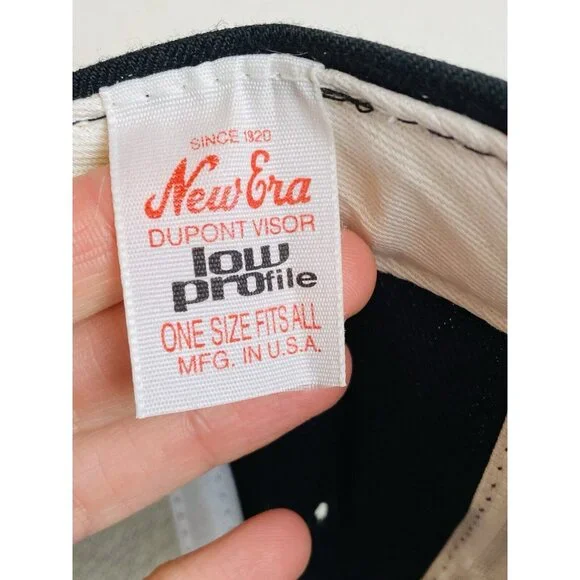 SINCE 1920
New Era
DUPONT VISOR
low
profile
ONE SIZE FITS ALL
MFG. IN U.S.A.